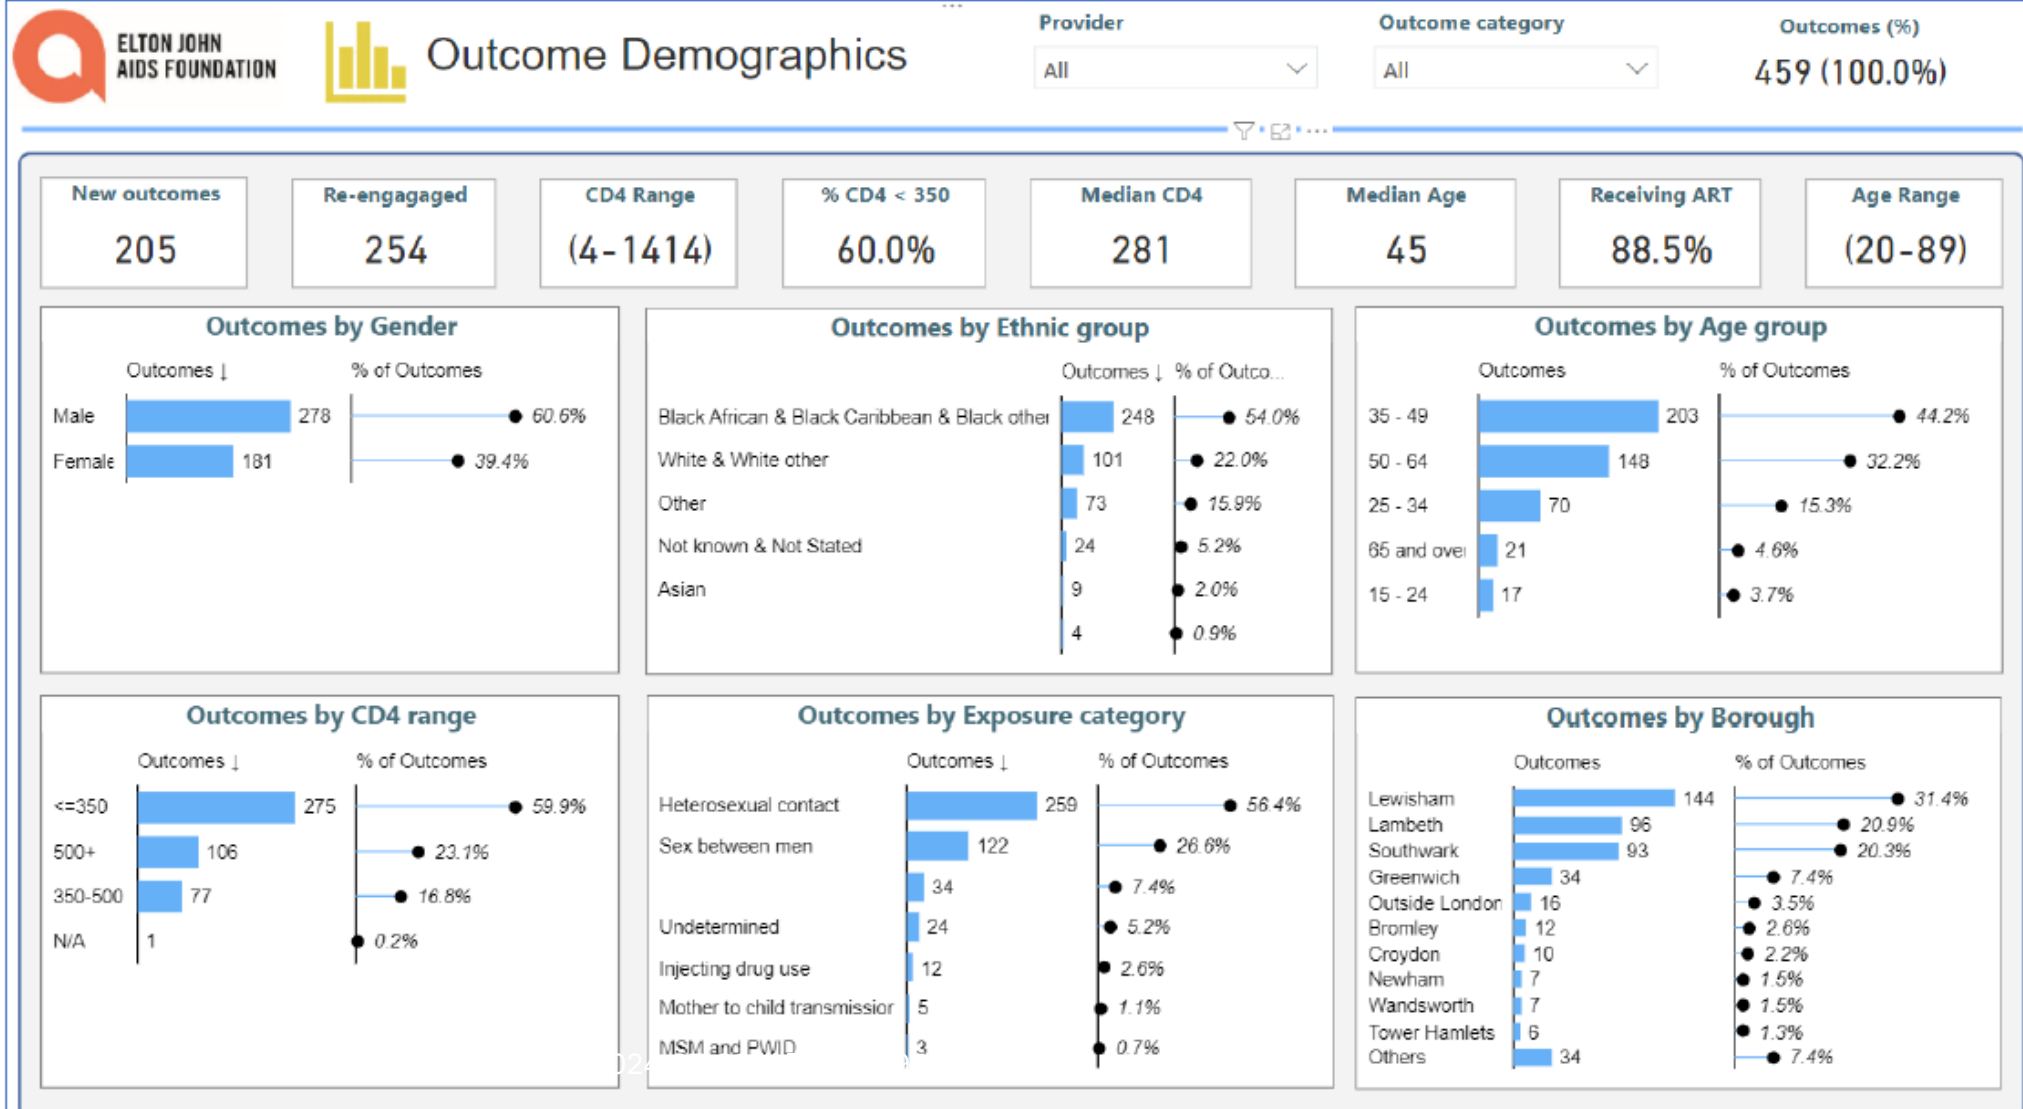 ELTON JOHN
AIDS FOUNDATION
Outcome Demographics
Provider
All
Outcome category
All
Outcomes (%)
459 (100.0%)
New outcomes
205
Re-engagaged
254
CD4 Range
(4-1414)
% CD4 < 350
60.0%
Median CD4
281
Median Age
45
Receiving ART
88.5%
Age Range
(20-89)
Outcomes by Gender
Outcomes ↓ % of Outcomes
Male 278 60.6%
Female 181 39.4%
Outcomes by Ethnic group
Outcomes ↓ % of Outco...
Black African & Black Caribbean & Black other 248 54.0%
White & White other 101 22.0%
Other 73 15.9%
Not known & Not Stated 24 5.2%
Asian 9 2.0%
4 0.9%
Outcomes by Age group
Outcomes % of Outcomes
35 - 49 203 44.2%
50 - 64 148 32.2%
25 - 34 70 15.3%
65 and over 21 4.6%
15 - 24 17 3.7%
Outcomes by CD4 range
Outcomes ↓ % of Outcomes
<=350 275 59.9%
500+ 106 23.1%
350-500 77 16.8%
N/A 1 0.2%
Outcomes by Exposure category
Outcomes ↓ % of Outcomes
Heterosexual contact 259 56.4%
Sex between men 122 26.6%
34 7.4%
Undetermined 24 5.2%
Injecting drug use 12 2.6%
Mother to child transmission 5 1.1%
MSM and PWID 3 0.7%
Outcomes by Borough
Outcomes % of Outcomes
Lewisham 144 31.4%
Lambeth 96 20.9%
Southwark 93 20.3%
Greenwich 34 7.4%
Outside London 16 3.5%
Bromley 12 2.6%
Croydon 10 2.2%
Newham 7 1.5%
Wandsworth 7 1.5%
Tower Hamlets 6 1.3%
Others 34 7.4%